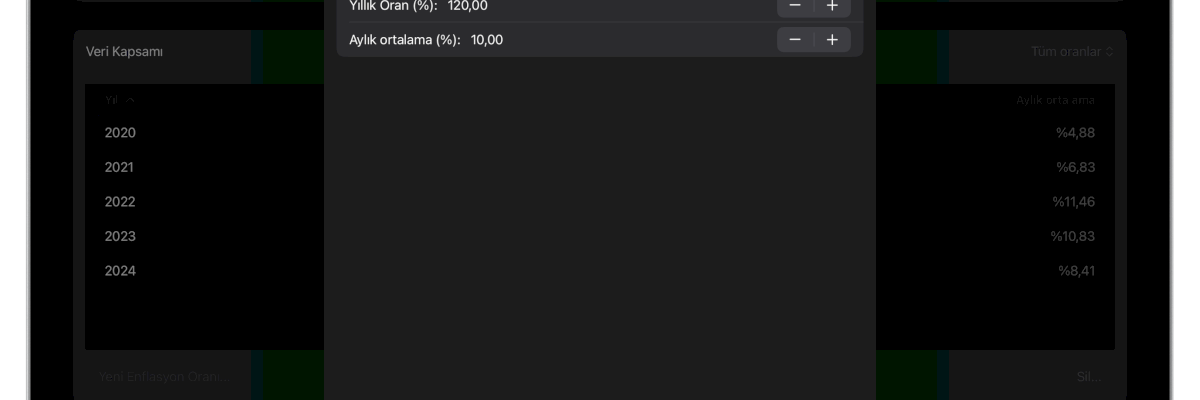 Yıllık Oran (%): 120,00
Aylık ortalama (%): 10,00
Veri Kapsamı Tüm oranlar
Yıl Aylık ortalama
2020 %4,88
2021 %6,83
2022 %11,46
2023 %10,83
2024 %8,41
Yeni Enflasyon Oranı... Sil...